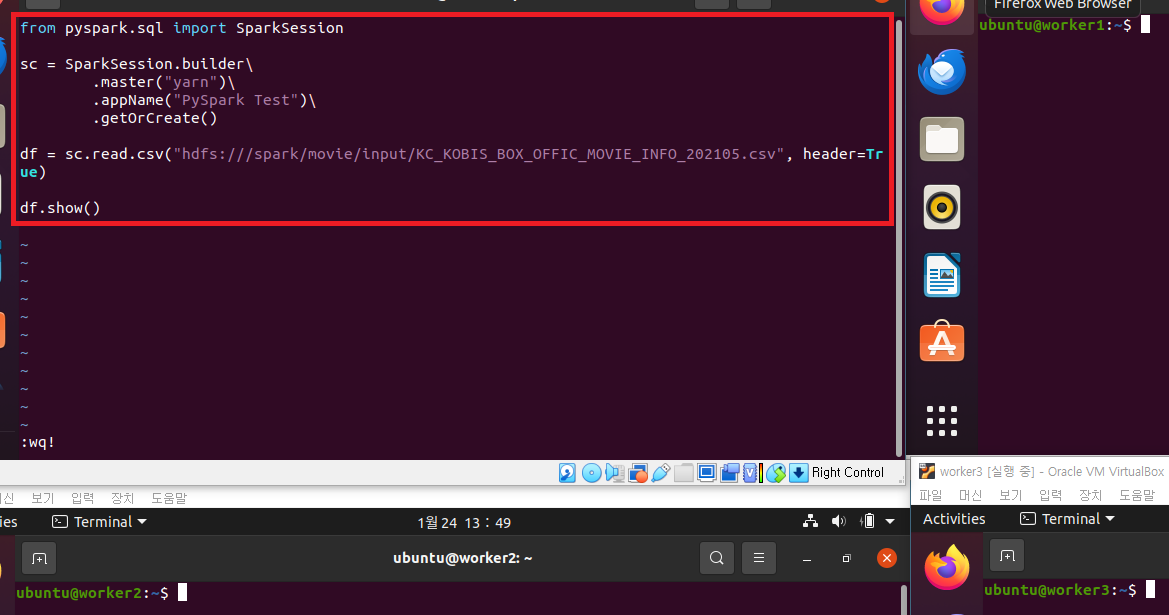 from pyspark.sql import SparkSession
sc = SparkSession.builder\
.master("yarn")\
.appName("PySpark Test")\
.getOrCreate()
df = sc.read.csv("hdfs:///spark/movie/input/KC_KOBIS_BOX_OFFIC_MOVIE_INFO_202105.csv", header=Tr
ue)
df.show()
~
~
~
~
~
~
~
~
~
~
~
:wq!
Right Control
Firefox Web Browser
ubuntu@worker1:~$
보기 입력 장치 도움말
Terminal
1월 24 13 : 49
ubuntu@worker2: ~
ubuntu@worker2:~$
worker3 [실행 중] - Oracle VM VirtualBox
파일 머신 보기 입력 장치 도움말
Activities Terminal
ubuntu@worker3:~$